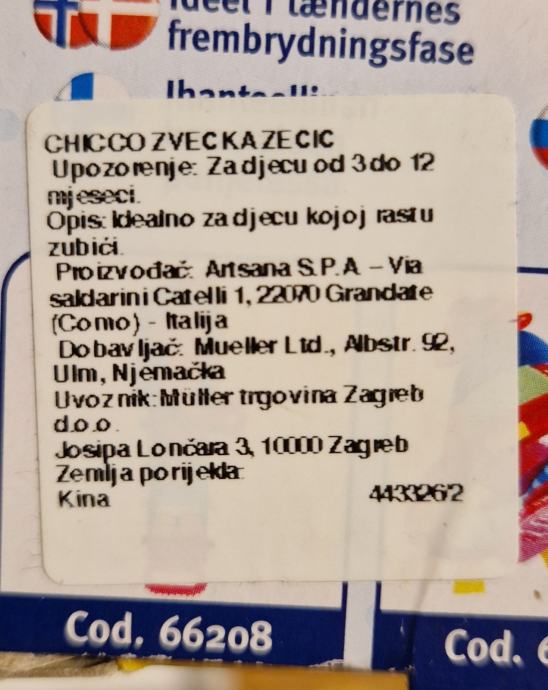 Ideel i tændernes
frembrydningsfase
CHICCO ZVECKA ZECIC
Upozorenje: Za djecu od 3 do 12
mjeseci.
Opis: Idealno za djecu kojoj rastu
zubići.
Proizvođač: Artsana S.P.A. – Via
saldarini Catelli 1, 22070 Grandate
(Como) - Italija
Dobavljač: Mueller Ltd., Albstr. 92,
Ulm, Njemačka
Uvoznik: Müller trgovina Zagreb
d.o.o.
Josipa Lončara 3, 10000 Zagreb
Zemlja porijekla:
Kina 4433262
Cod. 66208
Cod.